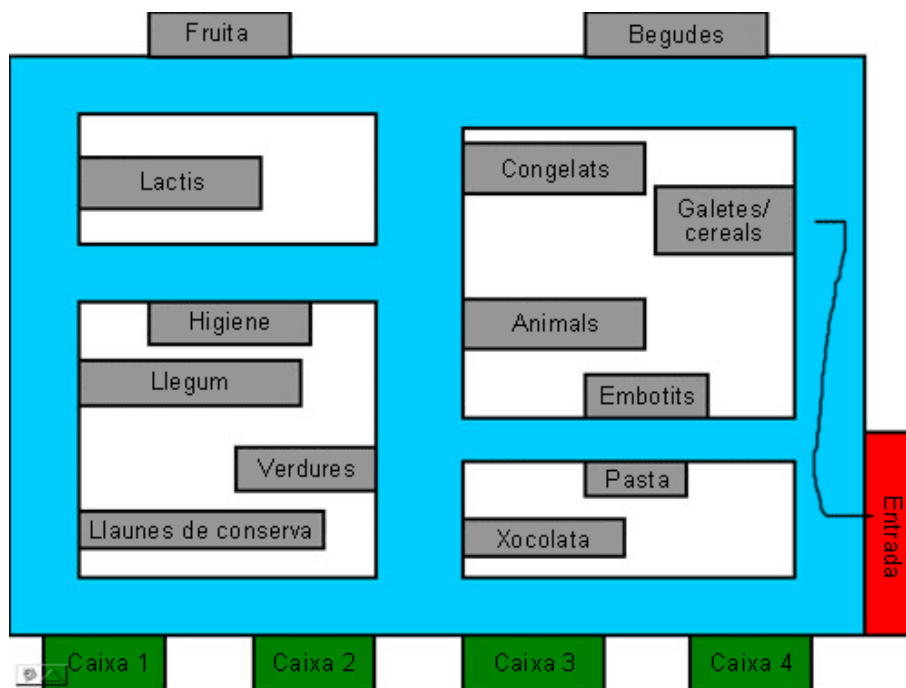 Fruita
Begudes
Lactis
Congelats
Galetes/
cereals
Higiene
Animals
Llegum
Embotits
Verdures
Pasta
Llaunes de conserva
Xocolata
Entrada
Caixa 1
Caixa 2
Caixa 3
Caixa 4